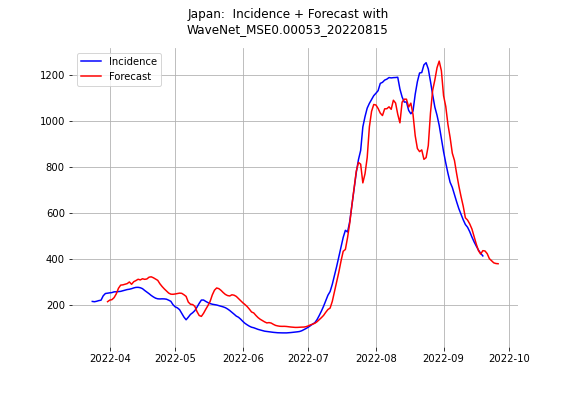 Japan:  Incidence + Forecast with
WaveNet_MSE0.00053_20220815
Incidence
Forecast
1200
1000
800
600
400
200
2022-04 2022-05 2022-06 2022-07 2022-08 2022-09 2022-10